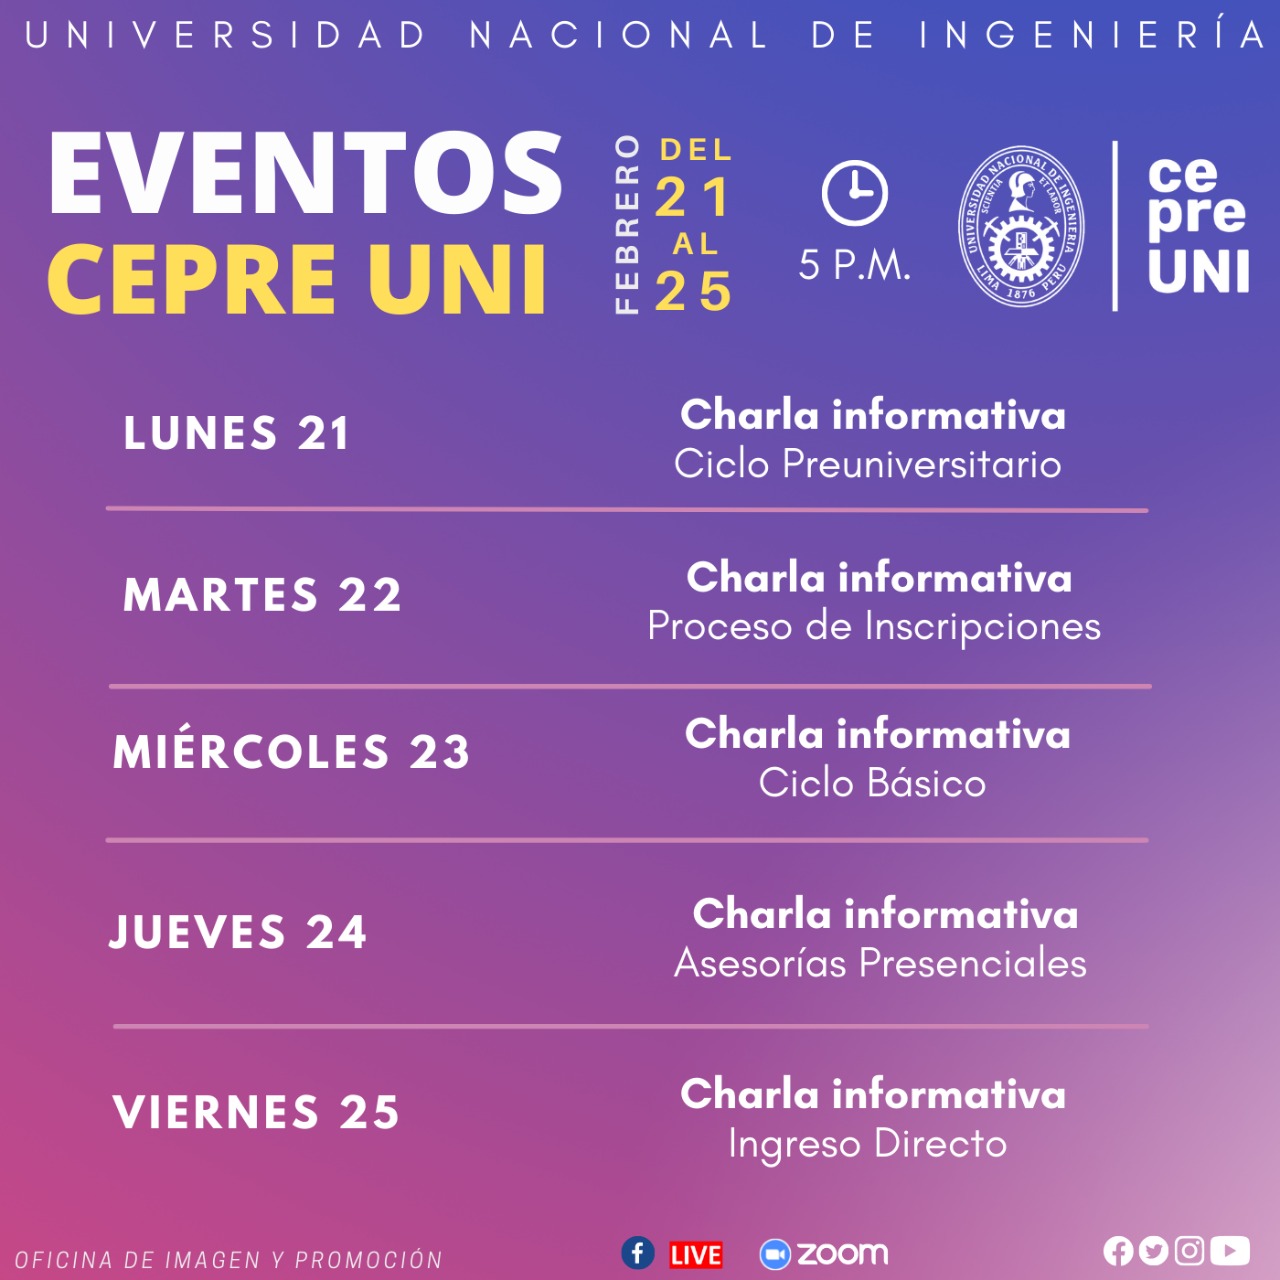 UNIVERSIDAD NACIONAL DE INGENIERÍA
EVENTOS
CEPRE UNI
FEBRERO
DEL
21
AL
25
5 P.M.
UNIVERSIDAD NACIONAL DE INGENIERIA
SCIENTIA ET LABOR
LIMA 1876 PERU
ce
pre
UNI
LUNES 21
Charla informativa
Ciclo Preuniversitario
MARTES 22
Charla informativa
Proceso de Inscripciones
MIÉRCOLES 23
Charla informativa
Ciclo Básico
JUEVES 24
Charla informativa
Asesorías Presenciales
VIERNES 25
Charla informativa
Ingreso Directo
OFICINA DE IMAGEN Y PROMOCIÓN
LIVE
zoom